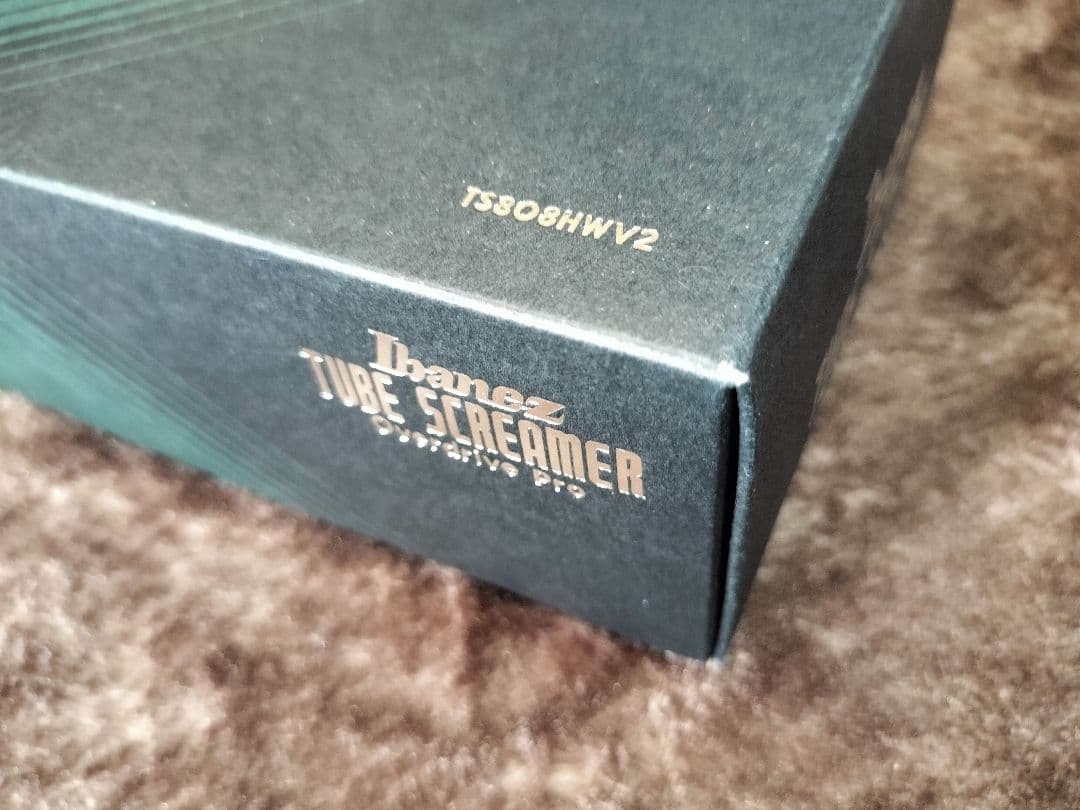 TS808HWV2
Ibanez
TUBE SCREAMER
Overdrive Pro